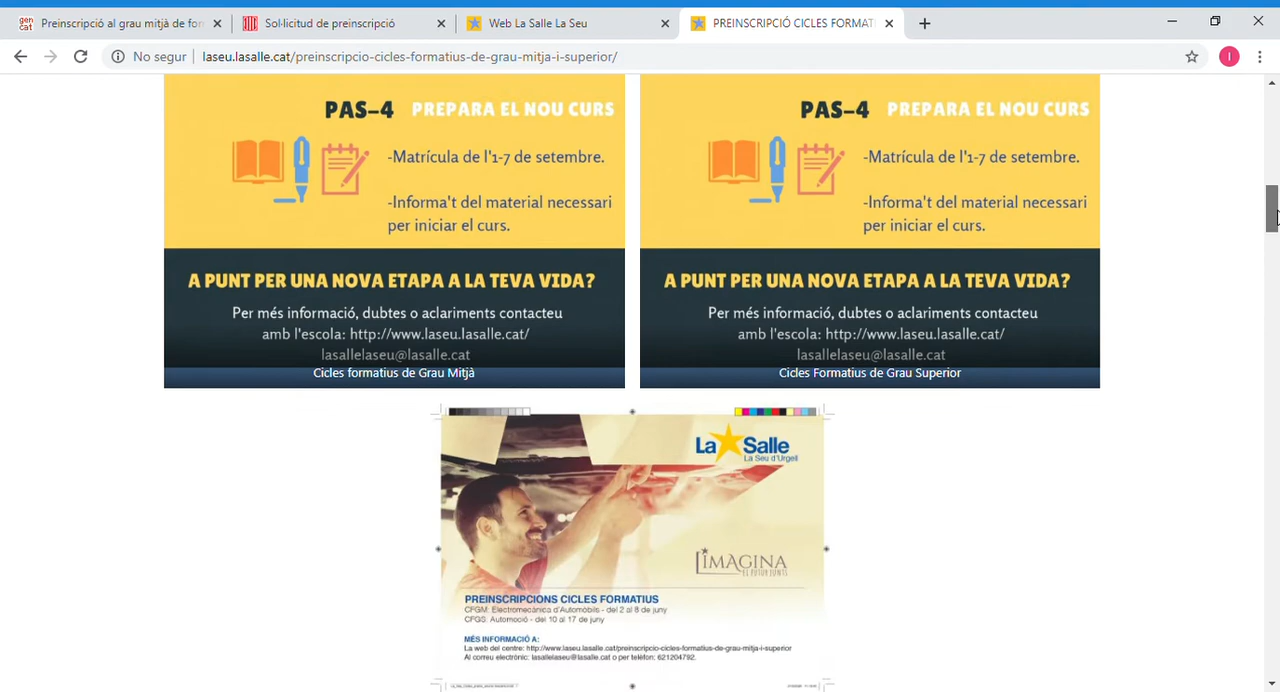 Preinscripció al grau mitjà de for
Sol·licitud de preinscripció
Web La Salle La Seu
PREINSCRIPCIÓ CICLES FORMAT
No segur
laseu.lasalle.cat/preinscripcio-cicles-formatius-de-grau-mitja-i-superior/
I
PAS-4 PREPARA EL NOU CURS
-Matrícula de l'1-7 de setembre.
-Informa't del material necessari
per iniciar el curs.
A PUNT PER UNA NOVA ETAPA A LA TEVA VIDA?
Per més informació, dubtes o aclariments contacteu
amb l'escola: http://www.laseu.lasalle.cat/
lasallelaseu@lasalle.cat
Cicles formatius de Grau Mitjà
PAS-4 PREPARA EL NOU CURS
-Matrícula de l'1-7 de setembre.
-Informa't del material necessari
per iniciar el curs.
A PUNT PER UNA NOVA ETAPA A LA TEVA VIDA?
Per més informació, dubtes o aclariments contacteu
amb l'escola: http://www.laseu.lasalle.cat/
lasallelaseu@lasalle.cat
Cicles Formatius de Grau Superior
La Salle
La Seu d'Urgell
IMAGINA
EL FUTUR JUNTS
PREINSCRIPCIONS CICLES FORMATIUS
CFGM: Electromecànica d'Automòbils - del 2 al 8 de juny
CFGS: Automoció - del 10 al 17 de juny
MÉS INFORMACIÓ A:
La web del centre: http://www.laseu.lasalle.cat/preinscripcio-cicles-formatius-de-grau-mitja-i-superior
Al correu electrònic: lasallelaseu@lasalle.cat o per telèfon: 621204792.